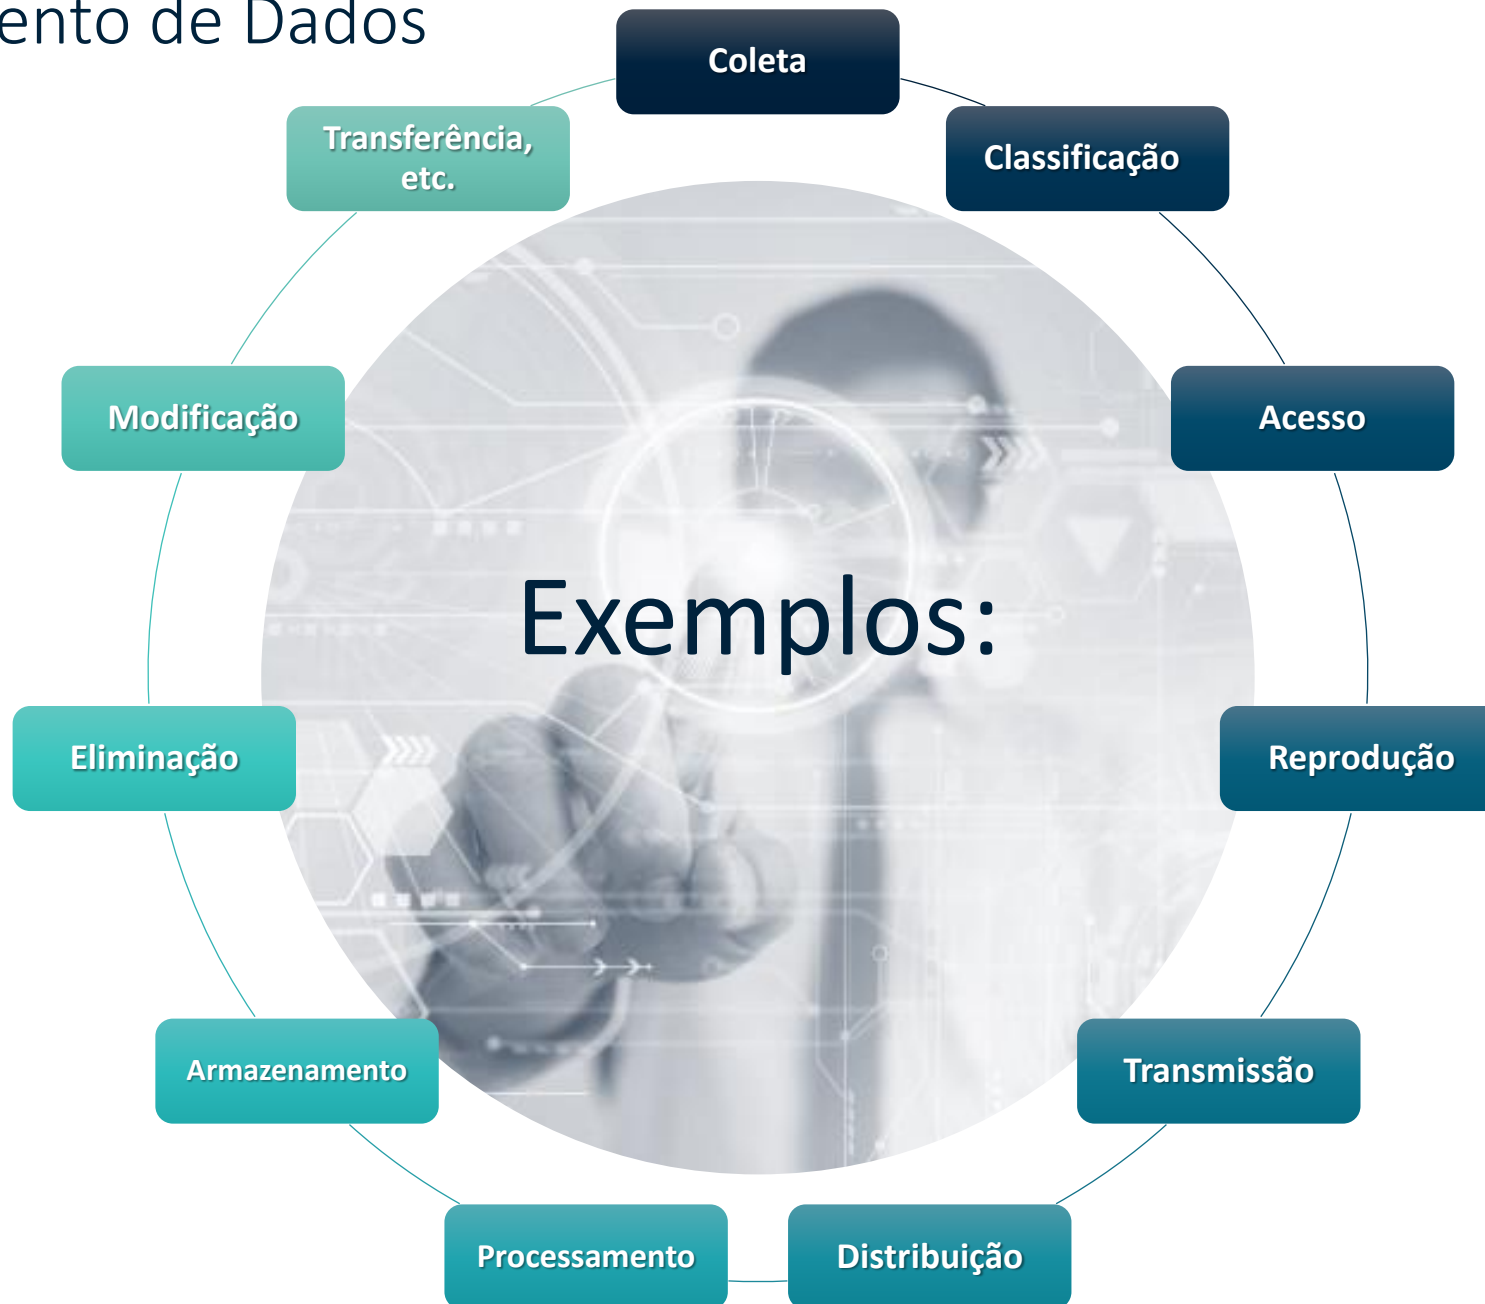 ento de Dados
Coleta
Classificação
Acesso
Reprodução
Transmissão
Distribuição
Processamento
Armazenamento
Eliminação
Modificação
Transferência,
etc.
Exemplos: